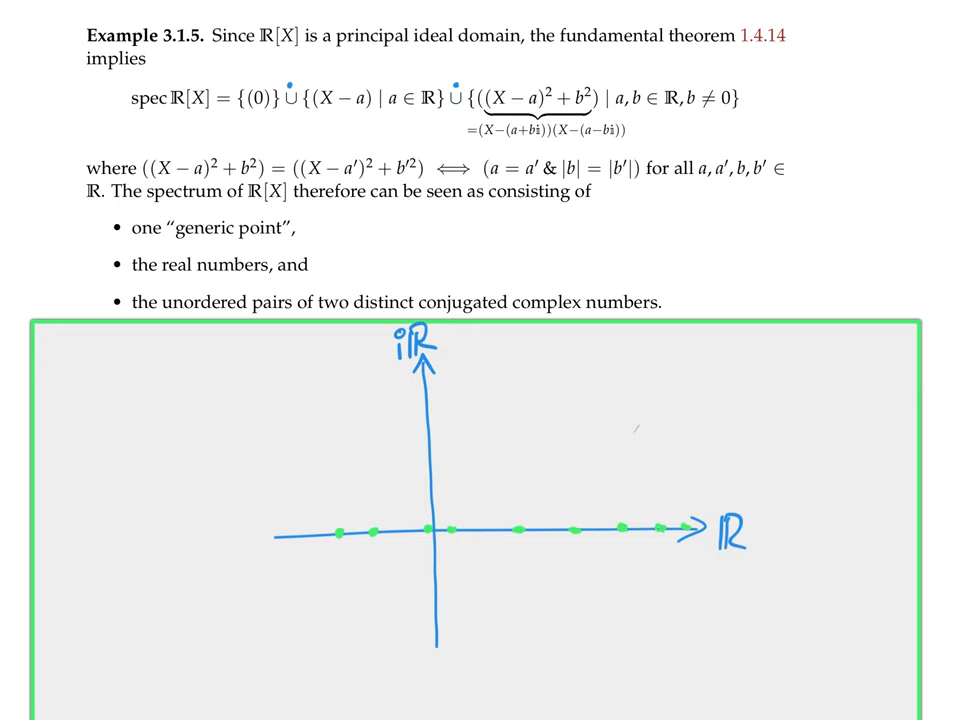 Example 3.1.5. Since ℝ[X] is a principal ideal domain, the fundamental theorem 1.4.14
implies
spec ℝ[X] = {(0)} ∪̇ {(X − a) | a ∈ ℝ} ∪̇ {((X − a)² + b²) | a, b ∈ ℝ, b ≠ 0}
=(X−(a+bi))(X−(a−bi))
where ((X − a)² + b²) = ((X − a′)² + b′²) ⟺ (a = a′ & |b| = |b′|) for all a, a′, b, b′ ∈
ℝ. The spectrum of ℝ[X] therefore can be seen as consisting of
• one “generic point”,
• the real numbers, and
• the unordered pairs of two distinct conjugated complex numbers.
iℝ
ℝ